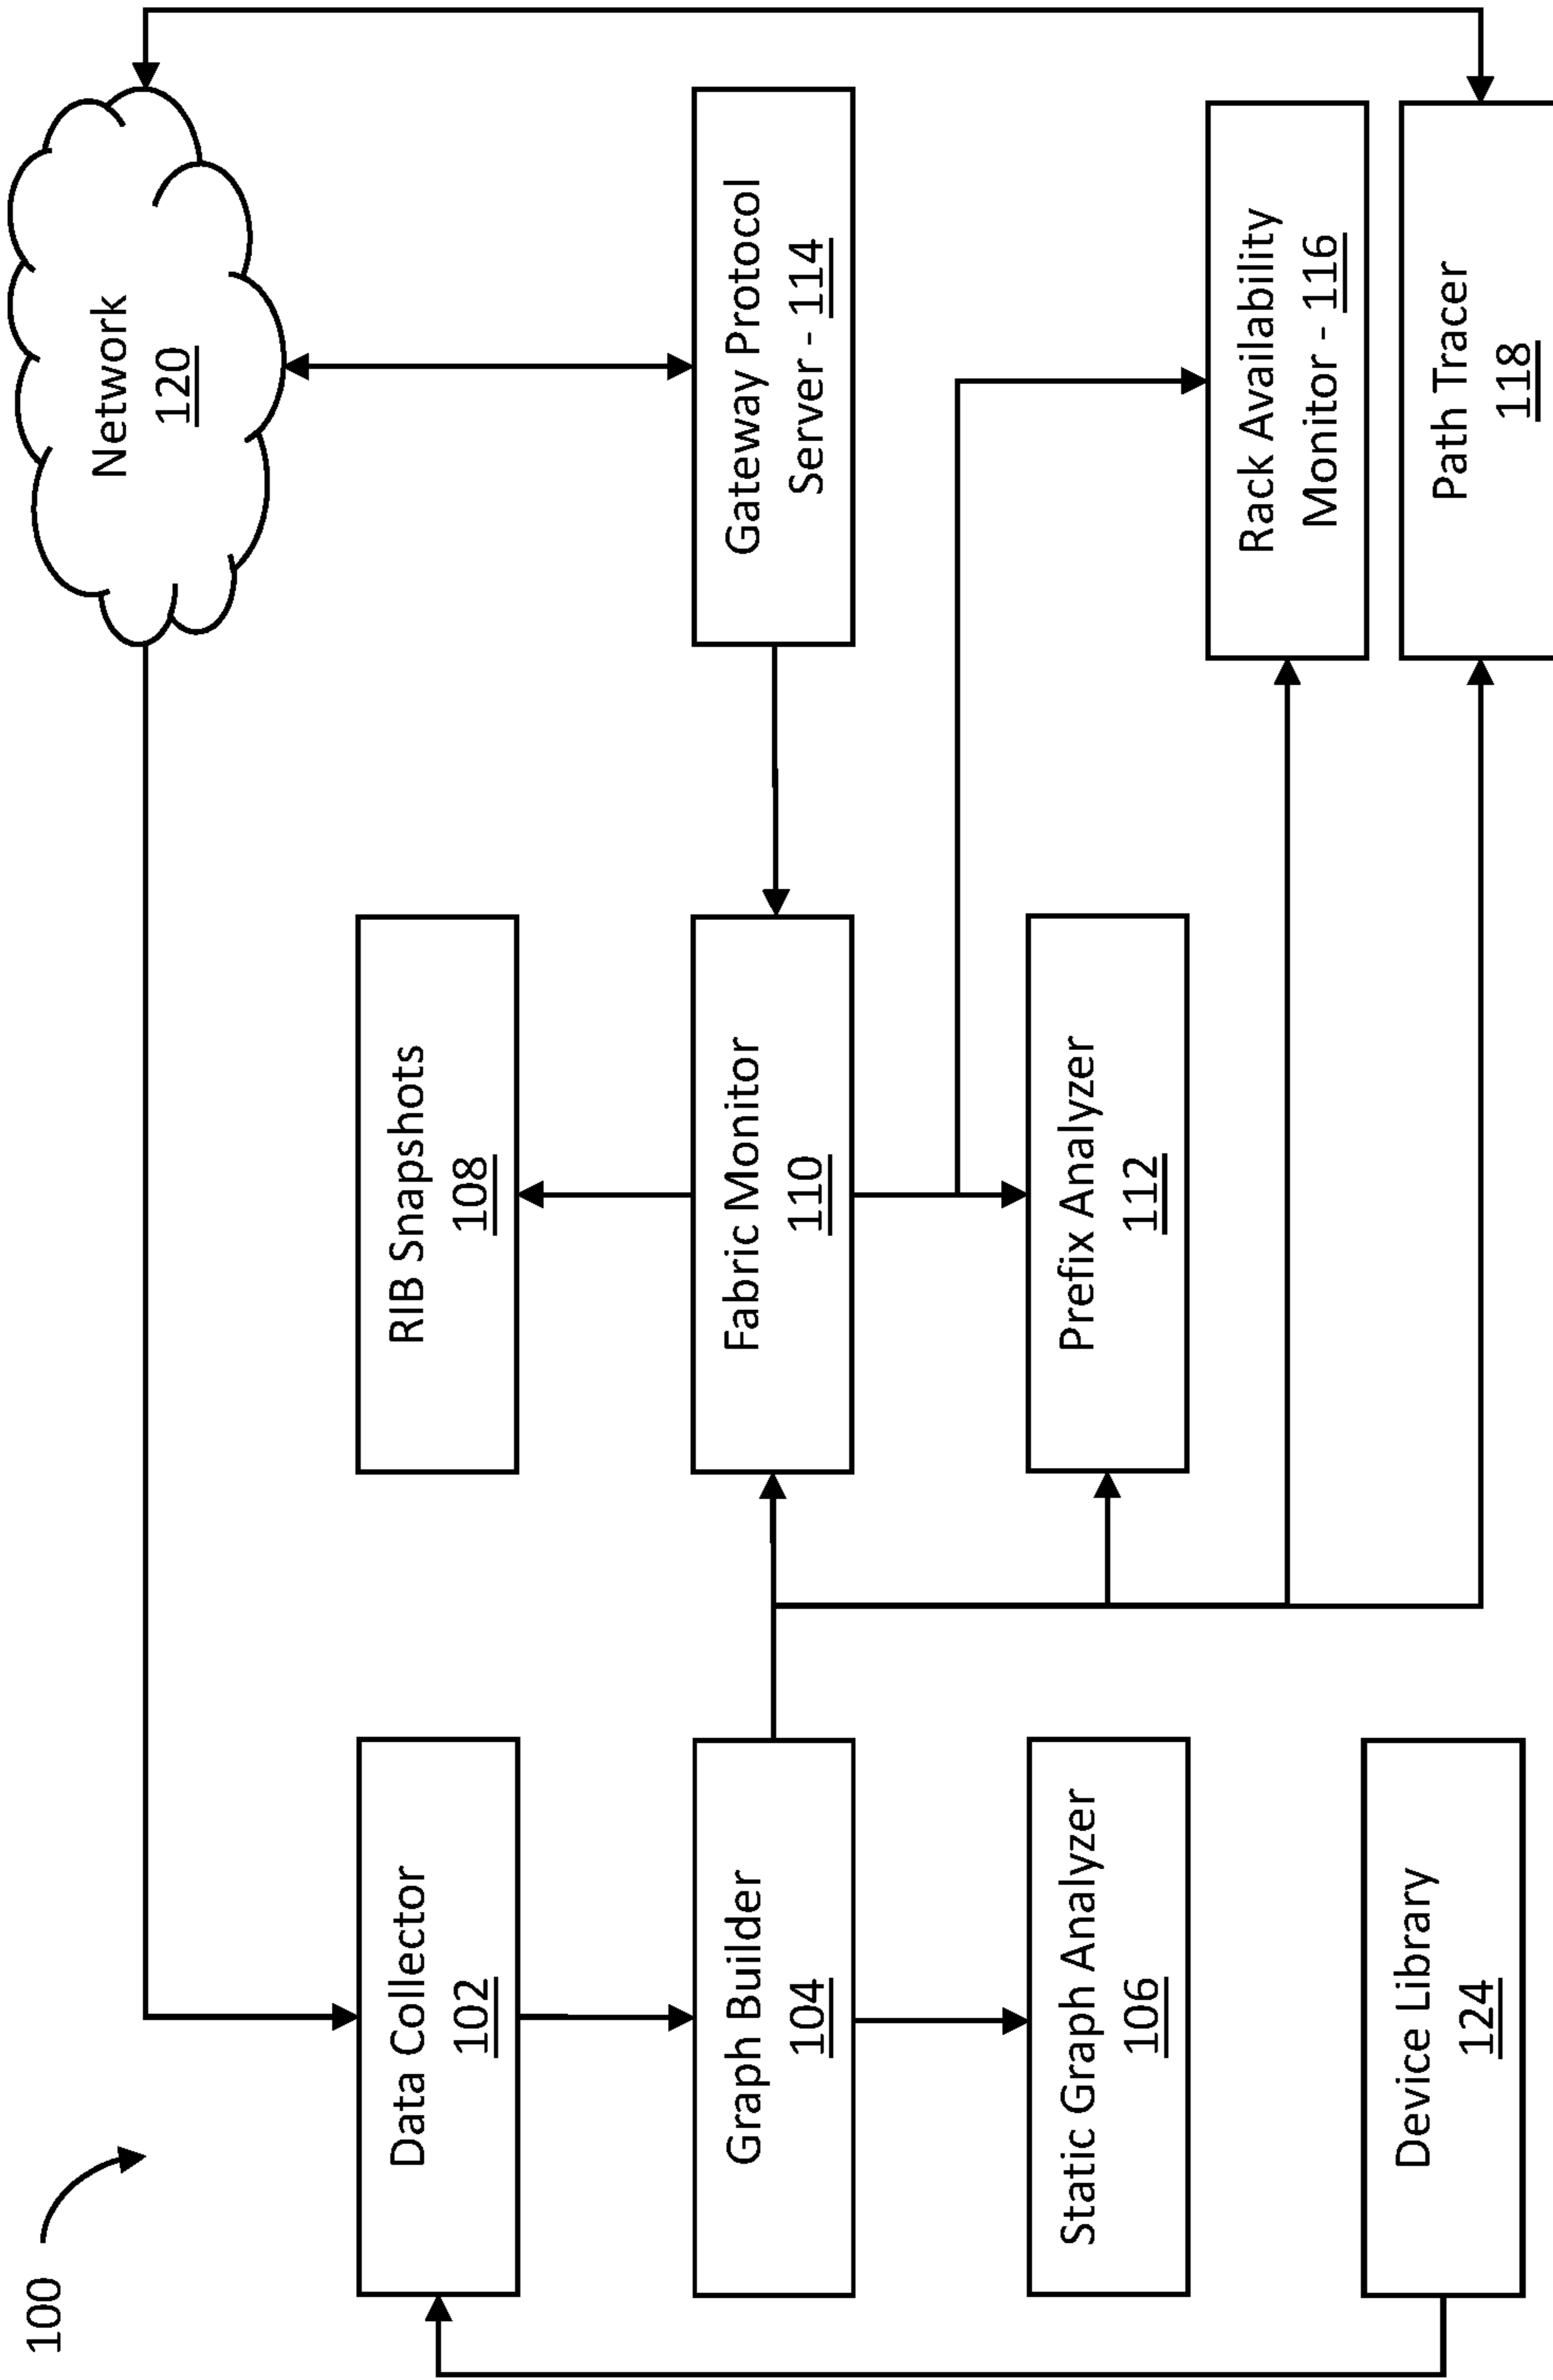 100
Network
120
Data Collector
102
RIB Snapshots
108
Graph Builder
104
Fabric Monitor
110
Gateway Protocol
Server - 114
Static Graph Analyzer
106
Prefix Analyzer
112
Rack Availability
Monitor - 116
Device Library
124
Path Tracer
118